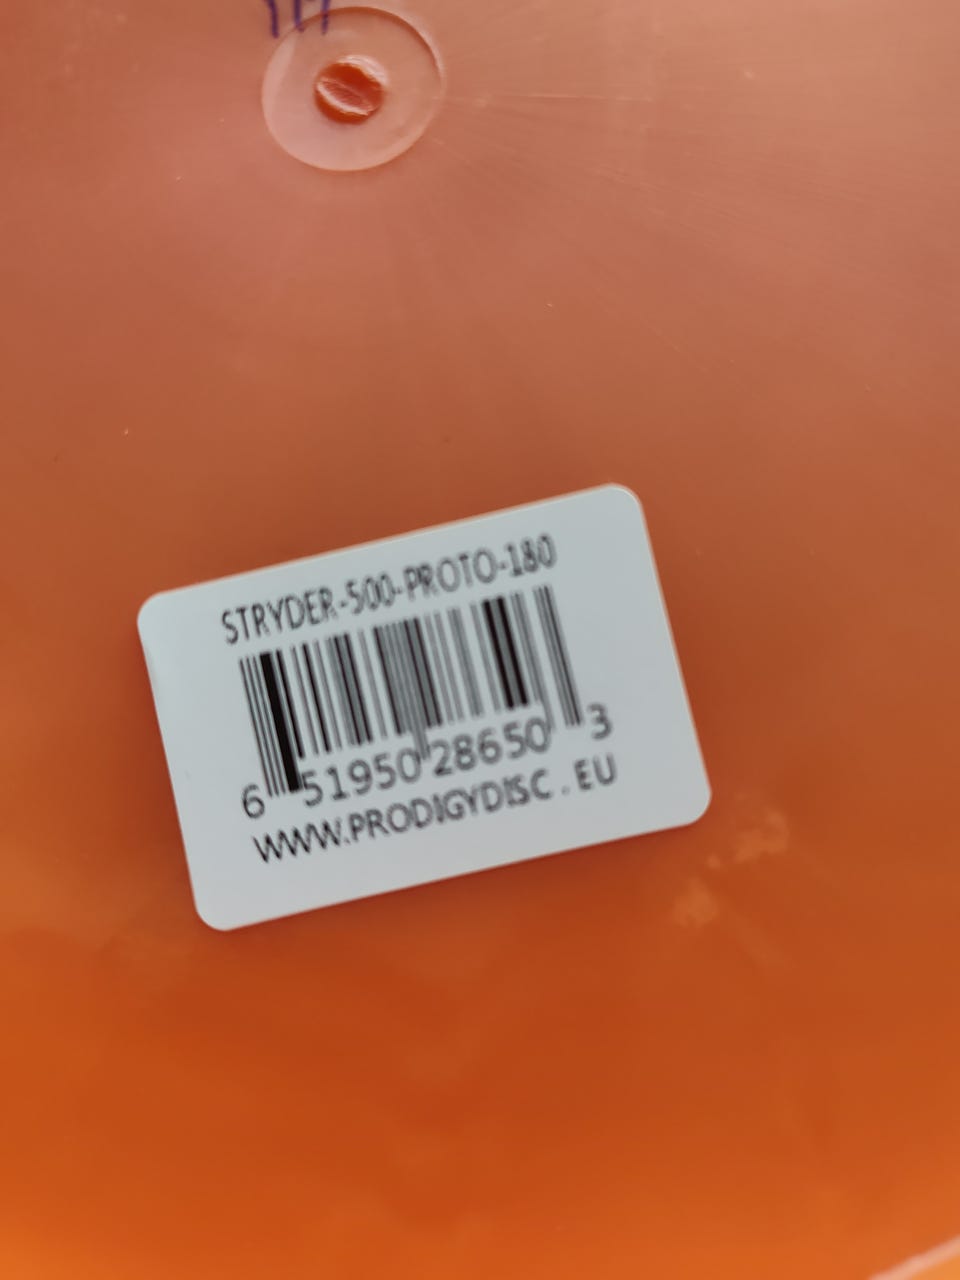 STRYDER-500-PROTO-180
6 51950 28650 3
WWW.PRODIGYDISC.EU